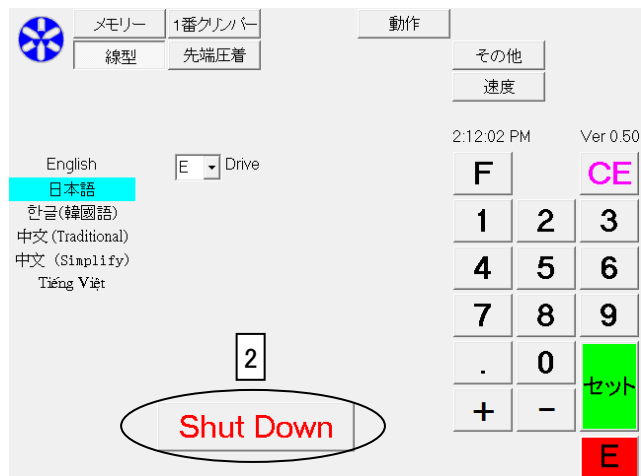 メモリー
1番クリンパー
動作
線型
先端圧着
その他
速度
2:12:02 PM
Ver 0.50
English
日本語
한글(韓國語)
中文 (Traditional)
中文 (Simplify)
Tiếng Việt
E
Drive
F
CE
1
2
3
4
5
6
7
8
9
.
0
セット
+
-
E
2
Shut Down